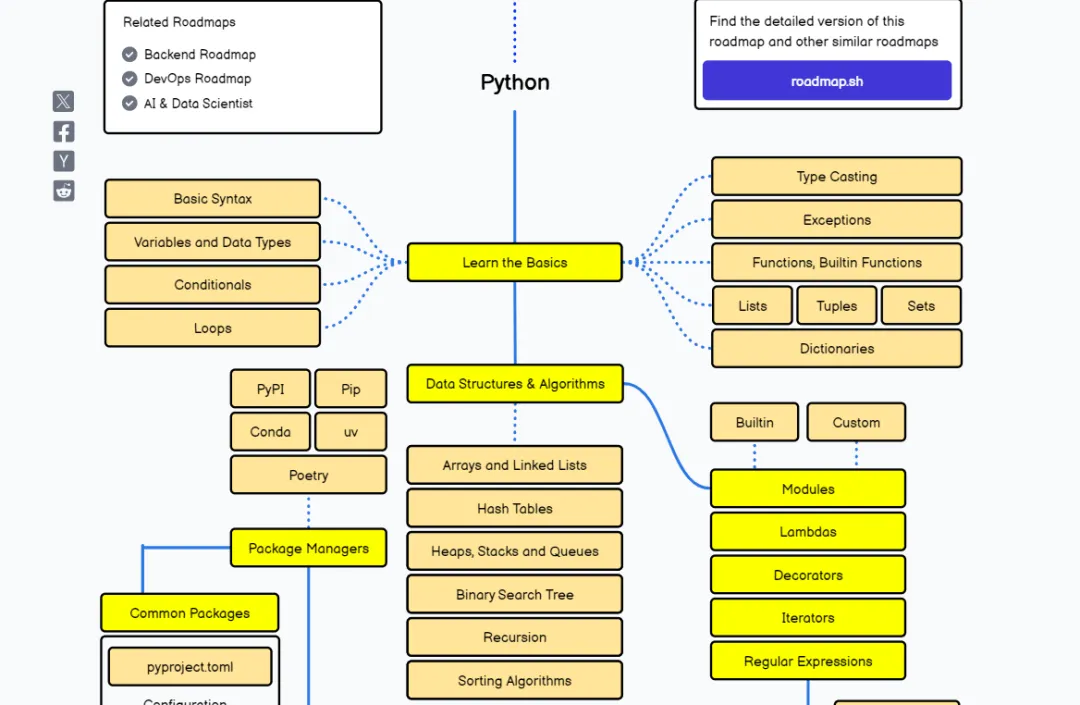 Related Roadmaps
Backend Roadmap
DevOps Roadmap
AI & Data Scientist
Find the detailed version of this
roadmap and other similar roadmaps
roadmap.sh
Python
Basic Syntax
Variables and Data Types
Conditionals
Loops
Learn the Basics
Type Casting
Exceptions
Functions, Builtin Functions
Lists
Tuples
Sets
Dictionaries
PyPI
Pip
Conda
uv
Poetry
Package Managers
Common Packages
pyproject.toml
Configuration
Data Structures & Algorithms
Arrays and Linked Lists
Hash Tables
Heaps, Stacks and Queues
Binary Search Tree
Recursion
Sorting Algorithms
Builtin
Custom
Modules
Lambdas
Decorators
Iterators
Regular Expressions